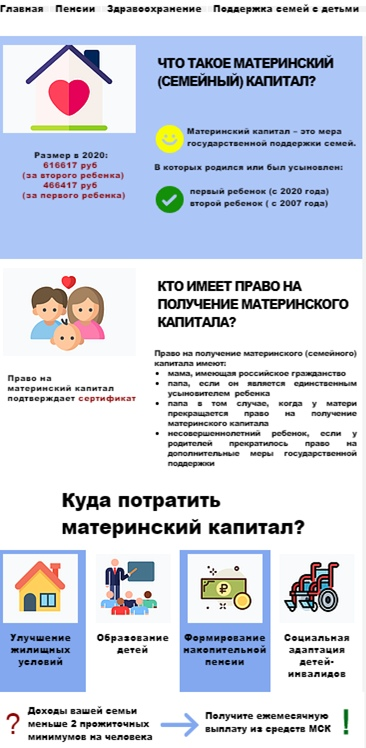 Главная Пенсии Здравоохранение Поддержка семей с детьми
ЧТО ТАКОЕ МАТЕРИНСКИЙ
(СЕМЕЙНЫЙ) КАПИТАЛ?
Материнский капитал – это мера
государственной поддержки семей.
В которых родился или был усыновлен:
первый ребенок (с 2020 года)
второй ребенок ( с 2007 года)
Размер в 2020:
616617 руб
(за второго ребенка)
466417 руб
(за первого ребенка)
КТО ИМЕЕТ ПРАВО НА
ПОЛУЧЕНИЕ МАТЕРИНСКОГО
КАПИТАЛА?
Право на получение материнского (семейного)
капитала имеют:
• мама, имеющая российское гражданство
• папа, если он является единственным
усыновителем ребенка
• папа в том случае, когда у матери
прекращается право на получение
материнского капитала
• несовершеннолетний ребенок, если у
родителей прекратилось право на
дополнительные меры государственной
поддержки
Право на
материнский капитал
подтверждает сертификат
Куда потратить
материнский капитал?
Улучшение
жилищных
условий
Образование
детей
Формирование
накопительной
пенсии
Социальная
адаптация
детей-
инвалидов
? Доходы вашей семьи
меньше 2 прожиточных
минимумов на человека
Получите ежемесячную
выплату из средств МСК !